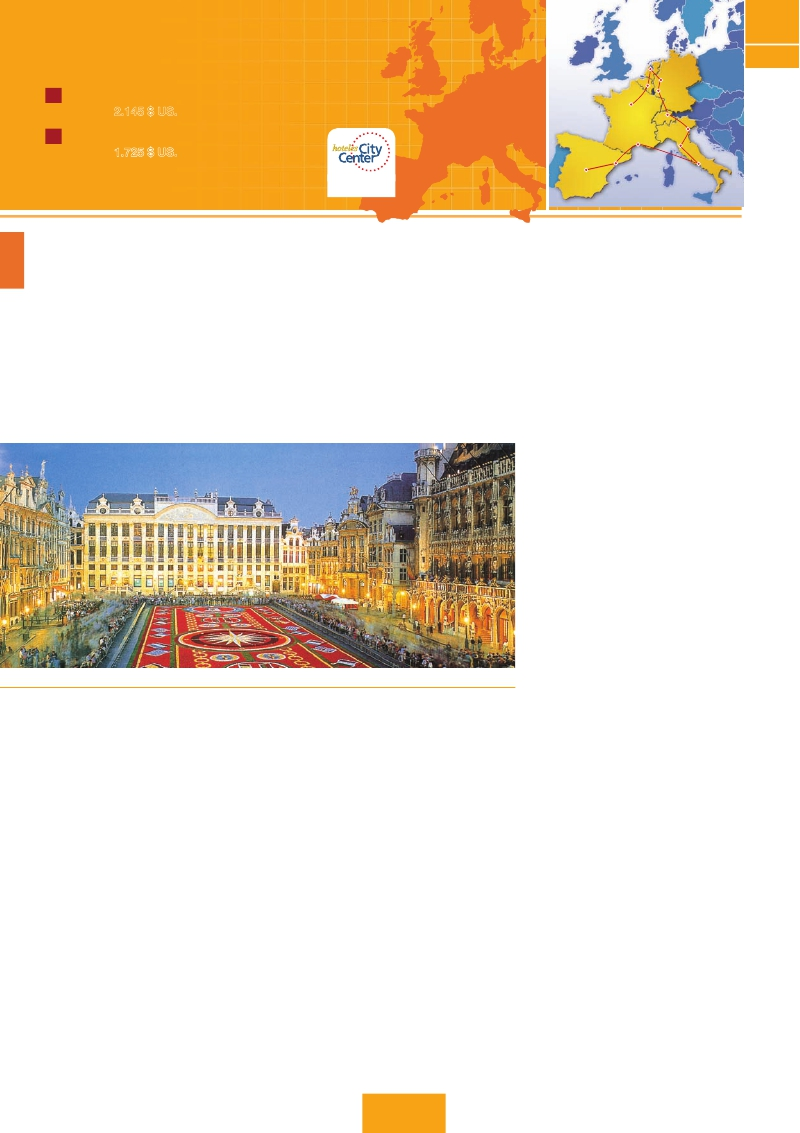 2.145 $ US.
1.725 $ US.
hoteles City
Center